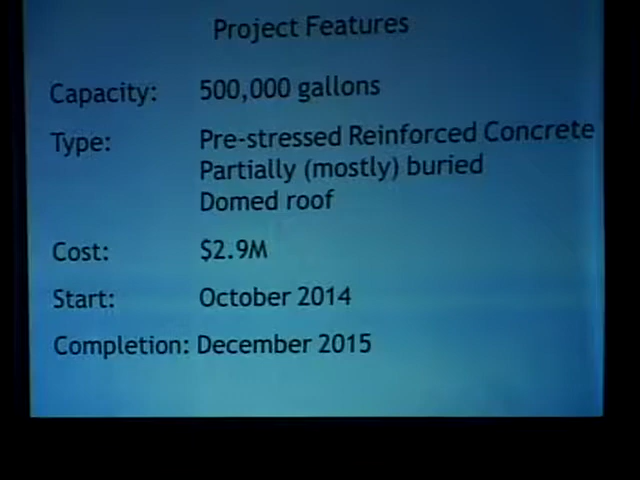 Project Features
Capacity: 500,000 gallons
Type: Pre-stressed Reinforced Concrete
Partially (mostly) buried
Domed roof
Cost: $2.9M
Start: October 2014
Completion: December 2015